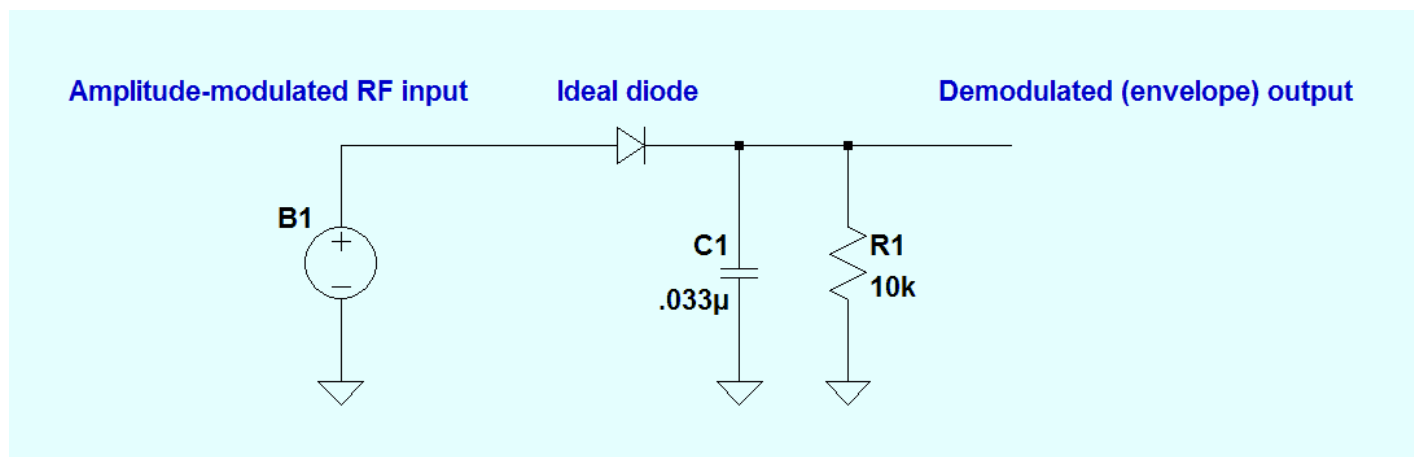 Amplitude-modulated RF input
Ideal diode
Demodulated (envelope) output
B1
C1
.033µ
R1
10k